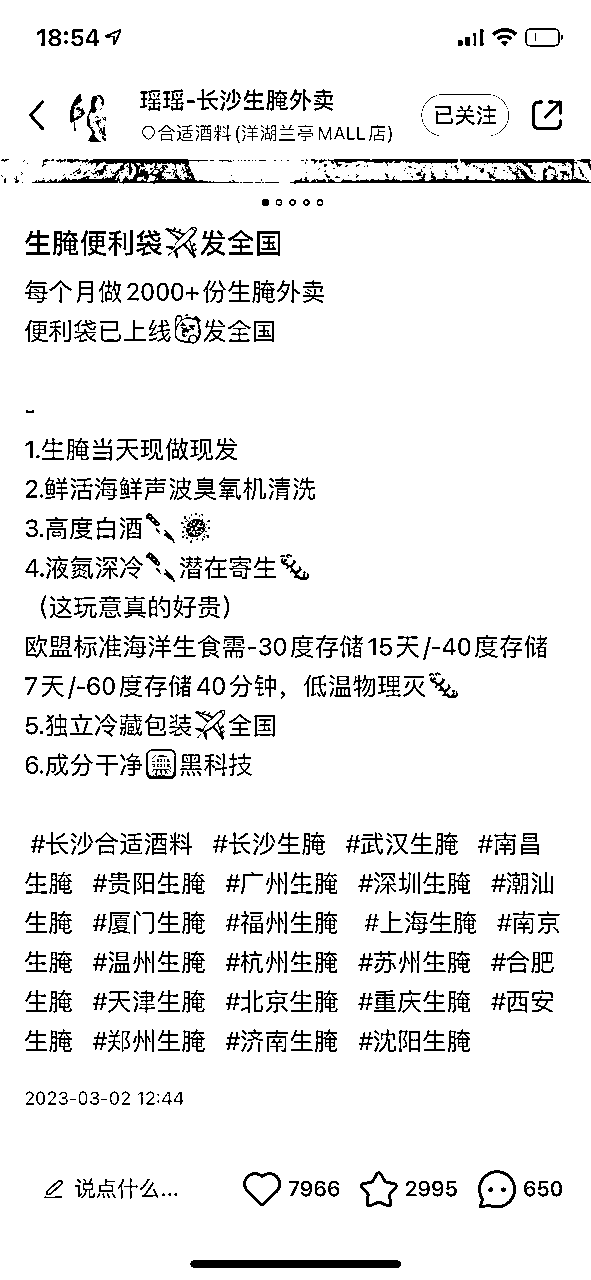 18:54
瑶瑶-长沙生腌外卖
合适酒料(洋湖兰亭MALL店)
已关注
生腌便利袋✈️发全国
每个月做2000+份生腌外卖
便利袋已上线发全国
-
1.生腌当天现做现发
2.鲜活海鲜声波臭氧机清洗
3.高度白酒🔪🦠
4.液氮深冷🔪潜在寄生🐛
（这玩意真的好贵）
欧盟标准海洋生食需-30度存储15天/-40度存储
7天/-60度存储40分钟，低温物理灭🐛
5.独立冷藏包装✈️全国
6.成分干净🈚黑科技
#长沙合适酒料 #长沙生腌 #武汉生腌 #南昌
生腌 #贵阳生腌 #广州生腌 #深圳生腌 #潮汕
生腌 #厦门生腌 #福州生腌 #上海生腌 #南京
生腌 #温州生腌 #杭州生腌 #苏州生腌 #合肥
生腌 #天津生腌 #北京生腌 #重庆生腌 #西安
生腌 #郑州生腌 #济南生腌 #沈阳生腌
2023-03-02 12:44
说点什么...
7966
2995
650